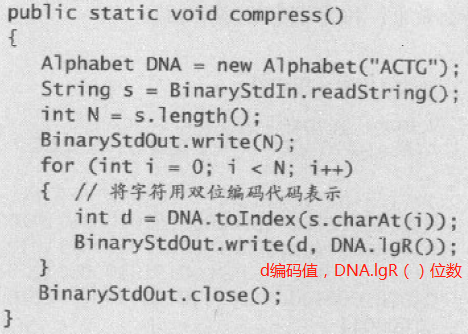 public static void compress()
{
Alphabet DNA = new Alphabet("ACTG");
String s = BinaryStdIn.readString();
int N = s.length();
BinaryStdOut.write(N);
for (int i = 0; i < N; i++)
{ // 将字符用双位编码代码表示
int d = DNA.toIndex(s.charAt(i));
BinaryStdOut.write(d, DNA.lgR());
}
d编码值，DNA.lgR（）位数
BinaryStdOut.close();
}